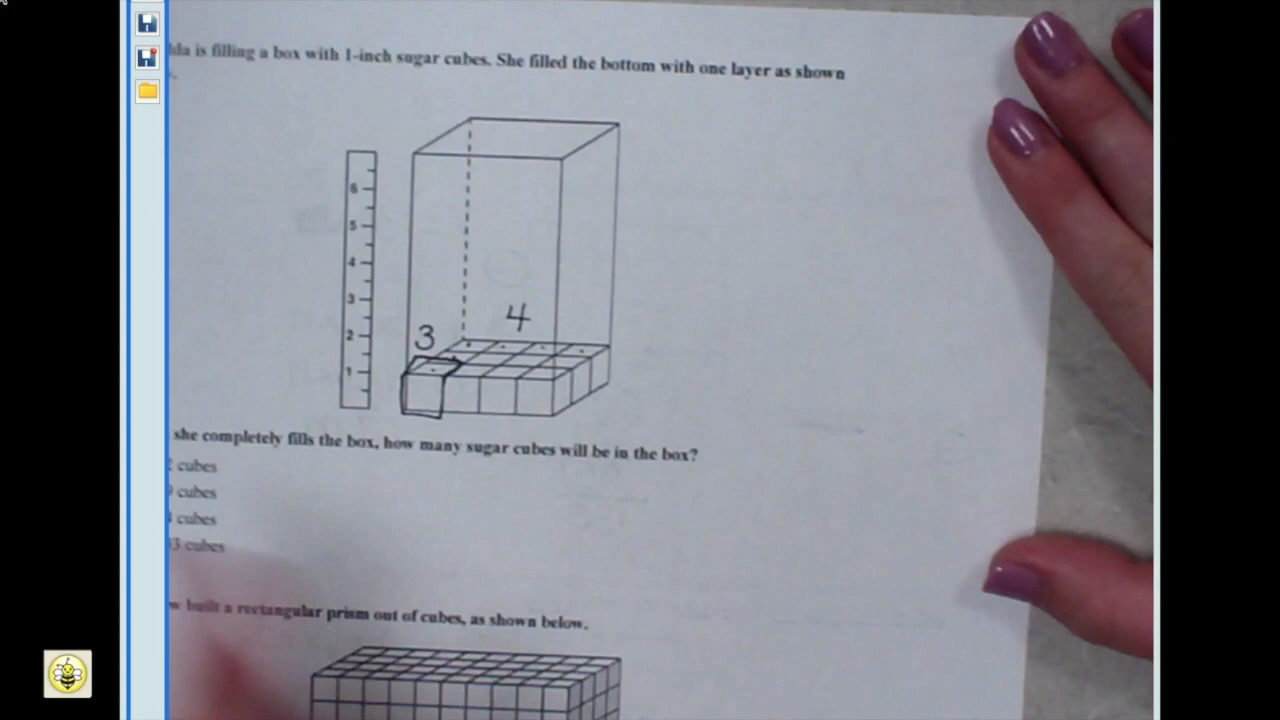 is filling a box with 1-inch sugar cubes. She filled the bottom with one layer as shown
6
5
4
3
2
1
4
3
she completely fills the box, how many sugar cubes will be in the box?
cubes
cubes
cubes
3 cubes
built a rectangular prism out of cubes, as shown below.